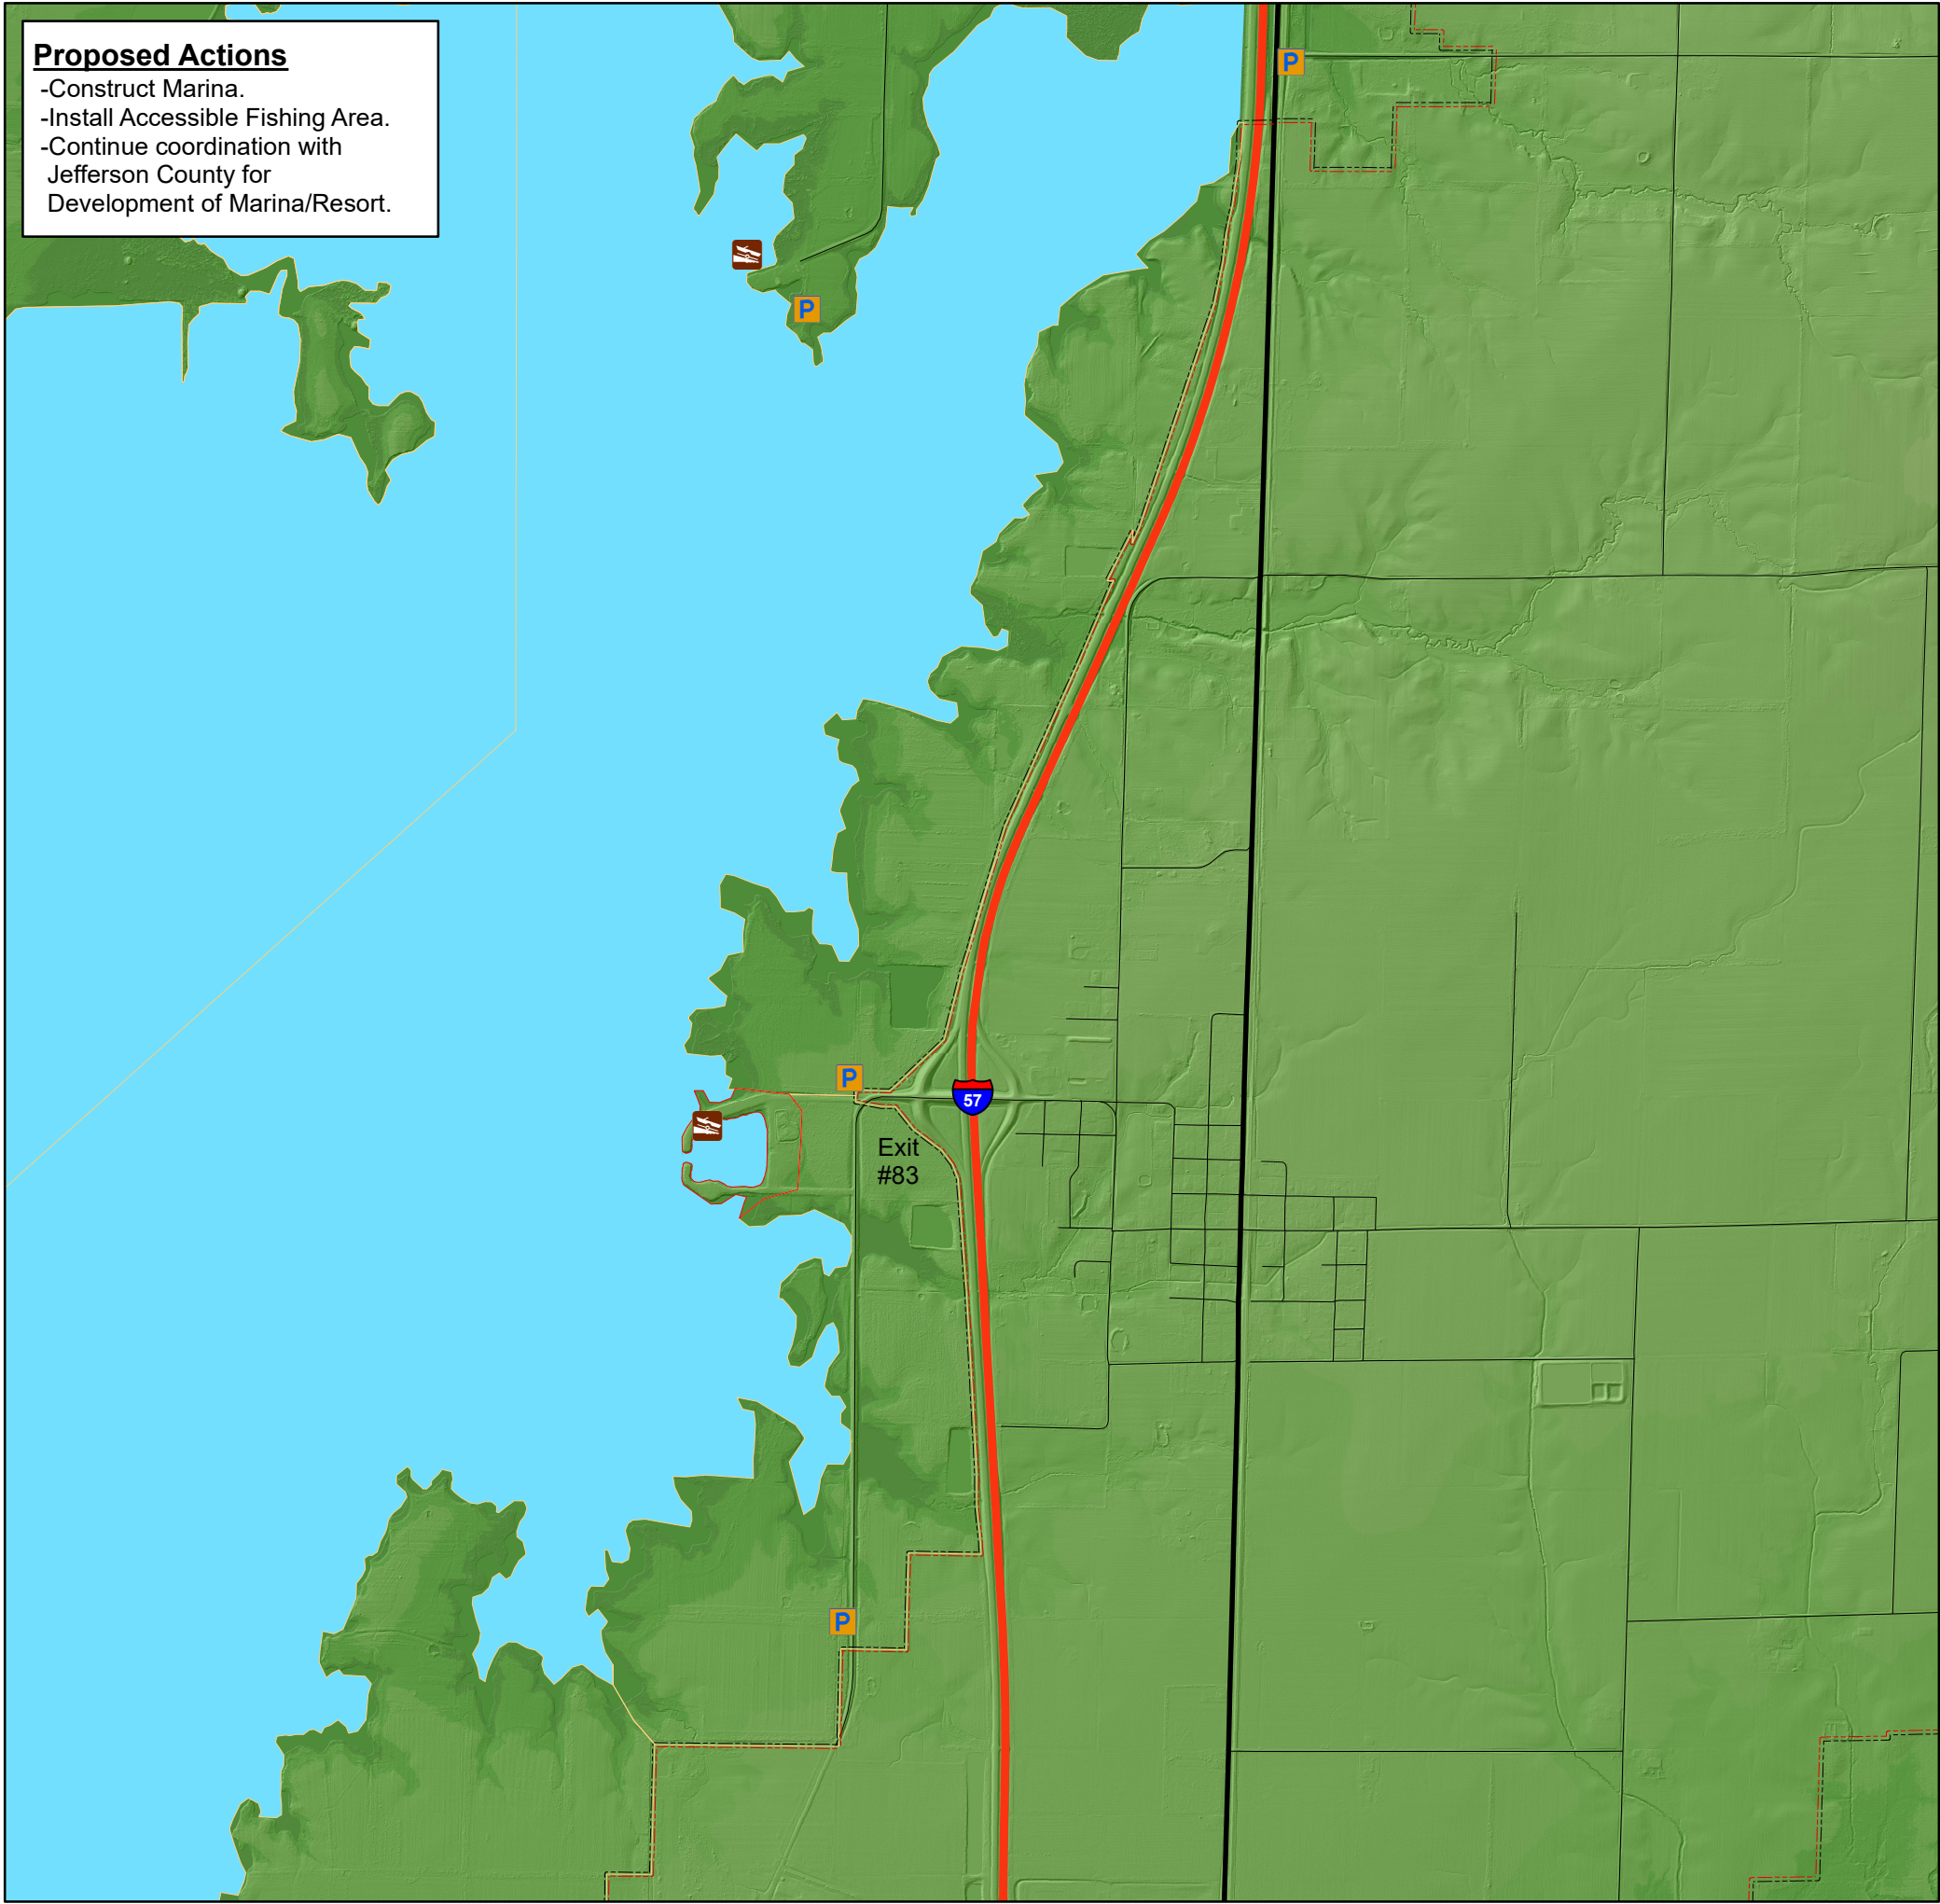 Proposed Actions
-Construct Marina.
-Install Accessible Fishing Area.
-Continue coordination with
Jefferson County for
Development of Marina/Resort.
P
P
P
57
Exit
#83
P